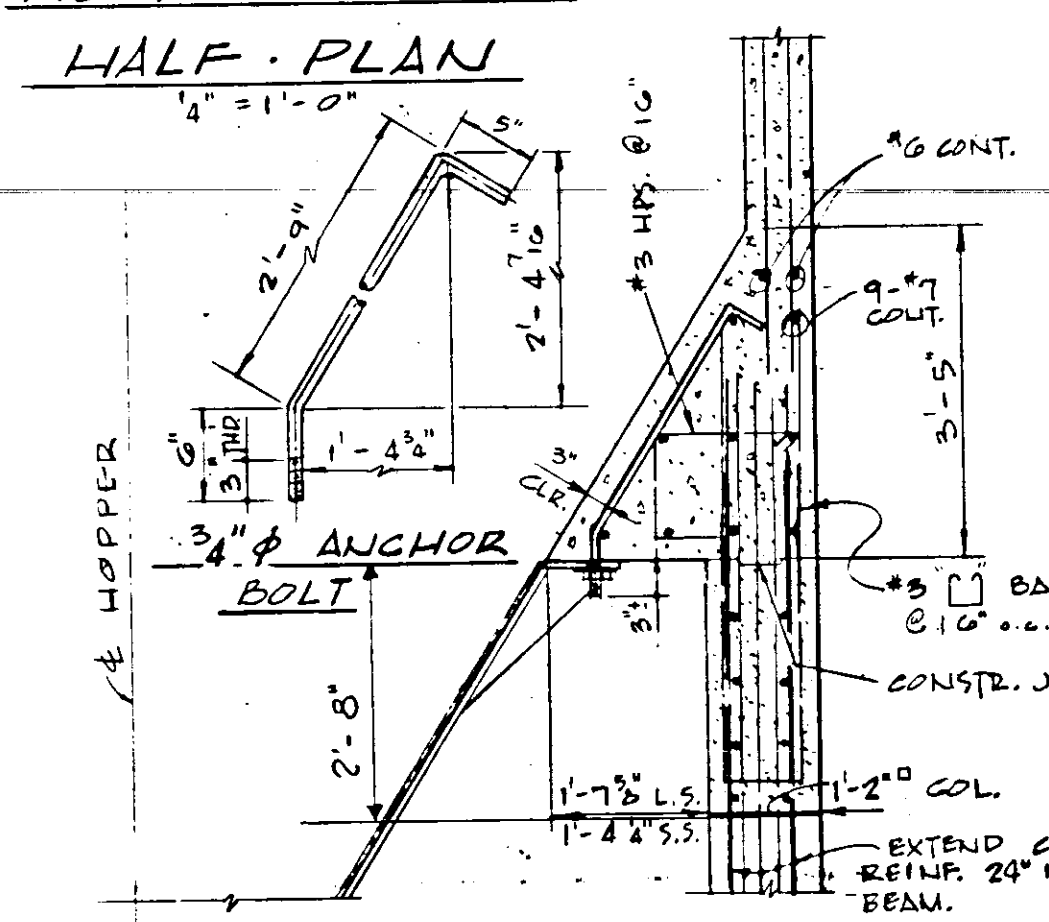 HALF. PLAN
1/4" = 1'-0"
5"
2'-9"
2'-4 7/16"
6"
3" THD.
1'-4 3/4"
3/4" ϕ ANCHOR
BOLT
℄ HOPPER
#3 HPS. @ 16"
#6 CONT.
9-#7
CONT.
3'-5"
3"
CLR.
3"±
#3 "⊏⊐"
@ 16" o.c.
CONSTR.
2'-8"
1'-7 3/8" L.S.
1'-4 1/4" S.S.
1'-2" □ COL.
EXTEND
REINF. 24"
BEAM.